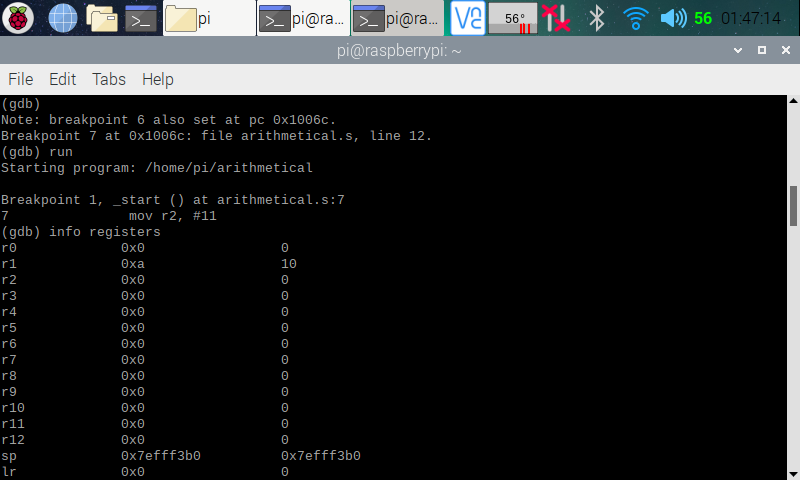 pi pi@ra... pi@ra... 56° 56 01:47:14
pi@raspberrypi: ~
File Edit Tabs Help
(gdb)
Note: breakpoint 6 also set at pc 0x1006c.
Breakpoint 7 at 0x1006c: file arithmetical.s, line 12.
(gdb) run
Starting program: /home/pi/arithmetical
Breakpoint 1, _start () at arithmetical.s:7
7 mov r2, #11
(gdb) info registers
r0 0x0 0
r1 0xa 10
r2 0x0 0
r3 0x0 0
r4 0x0 0
r5 0x0 0
r6 0x0 0
r7 0x0 0
r8 0x0 0
r9 0x0 0
r10 0x0 0
r11 0x0 0
r12 0x0 0
sp 0x7efff3b0 0x7efff3b0
lr 0x0 0